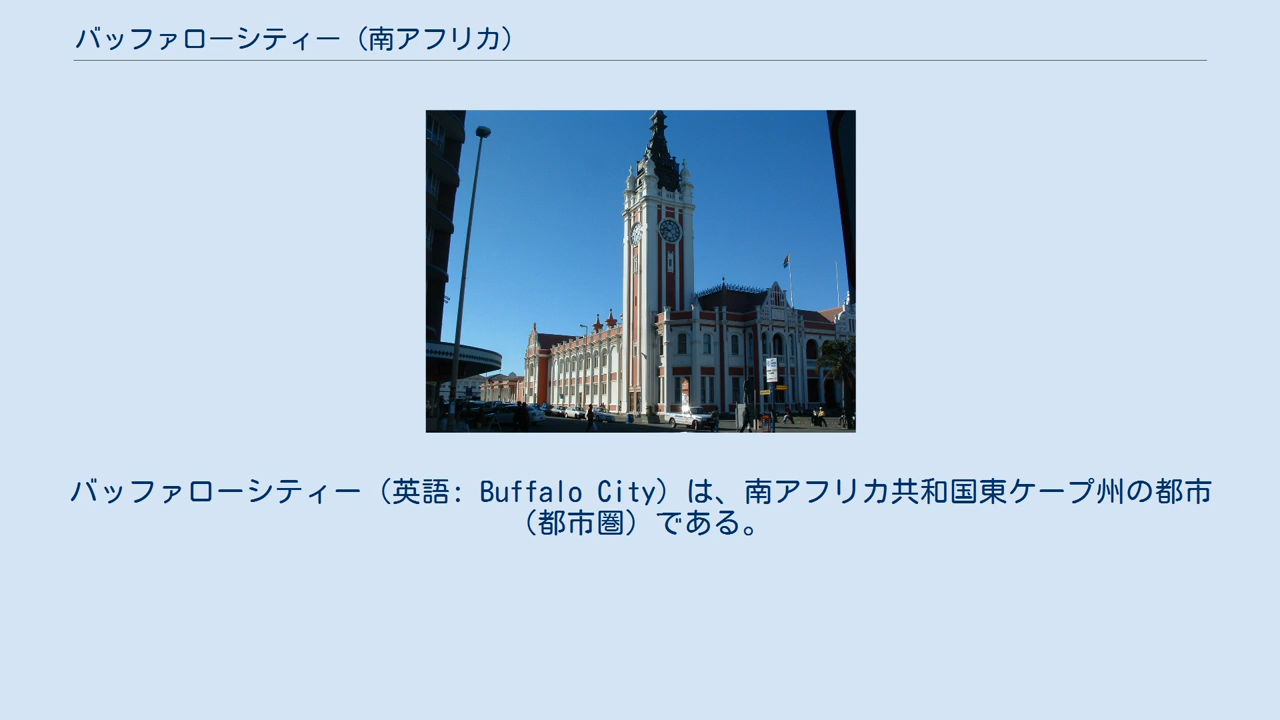 バッファローシティー（南アフリカ）
バッファローシティー（英語: Buffalo City）は、南アフリカ共和国東ケープ州の都市
（都市圏）である。